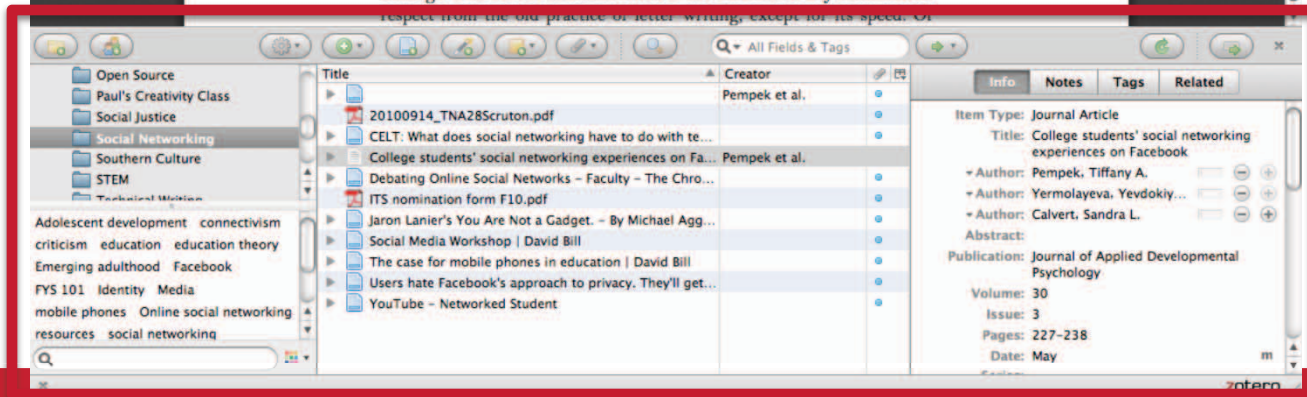 respect from the old practice of letter writing, except for its speed. Of
All Fields & Tags
Open Source
Paul's Creativity Class
Social Justice
Social Networking
Southern Culture
STEM
Technical Writing
Adolescent development connectivism
criticism education education theory
Emerging adulthood Facebook
FYS 101 Identity Media
mobile phones Online social networking
resources social networking
Title Creator
Pempek et al.
20100914_TNA28Scruton.pdf
CELT: What does social networking have to do with te...
College students' social networking experiences on Fa... Pempek et al.
Debating Online Social Networks – Faculty – The Chro...
ITS nomination form F10.pdf
Jaron Lanier's You Are Not a Gadget. – By Michael Agg...
Social Media Workshop | David Bill
The case for mobile phones in education | David Bill
Users hate Facebook's approach to privacy. They'll get...
YouTube – Networked Student
Info Notes Tags Related
Item Type: Journal Article
Title: College students' social networking
experiences on Facebook
Author: Pempek, Tiffany A.
Author: Yermolayeva, Yevdokiy...
Author: Calvert, Sandra L.
Abstract:
Publication: Journal of Applied Developmental
Psychology
Volume: 30
Issue: 3
Pages: 227-238
Date: May m
zotero